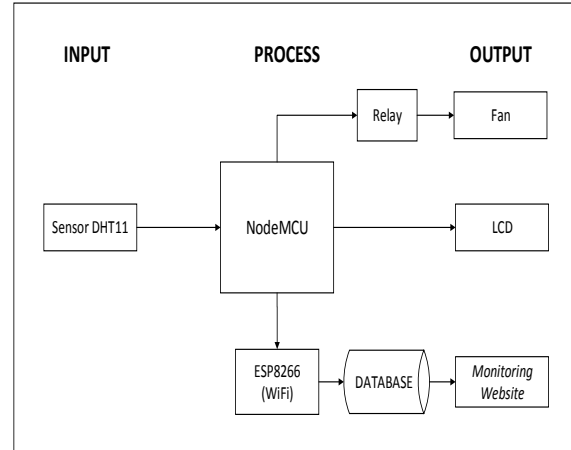 INPUT
PROCESS
OUTPUT
Relay
Fan
Sensor DHT11
NodeMCU
LCD
ESP8266
(WiFi)
DATABASE
Monitoring
Website